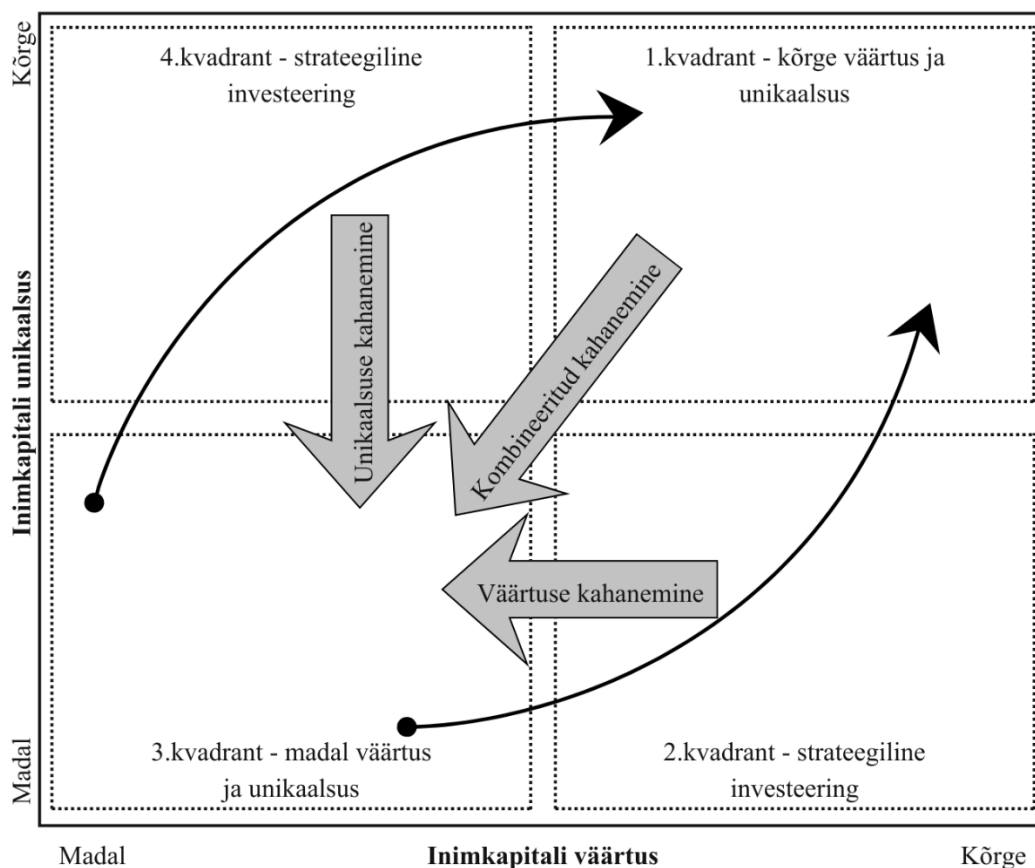 Kõrge
4.kvadrant - strateegiline
investeering
1.kvadrant - kõrge väärtus ja
unikaalsus
Inimkapitali unikaalsus
Unikaalsuse kahanemine
Kombineeritud kahanemine
Väärtuse kahanemine
Madal
3.kvadrant - madal väärtus
ja unikaalsus
2.kvadrant - strateegiline
investeering
Madal
Inimkapitali väärtus
Kõrge